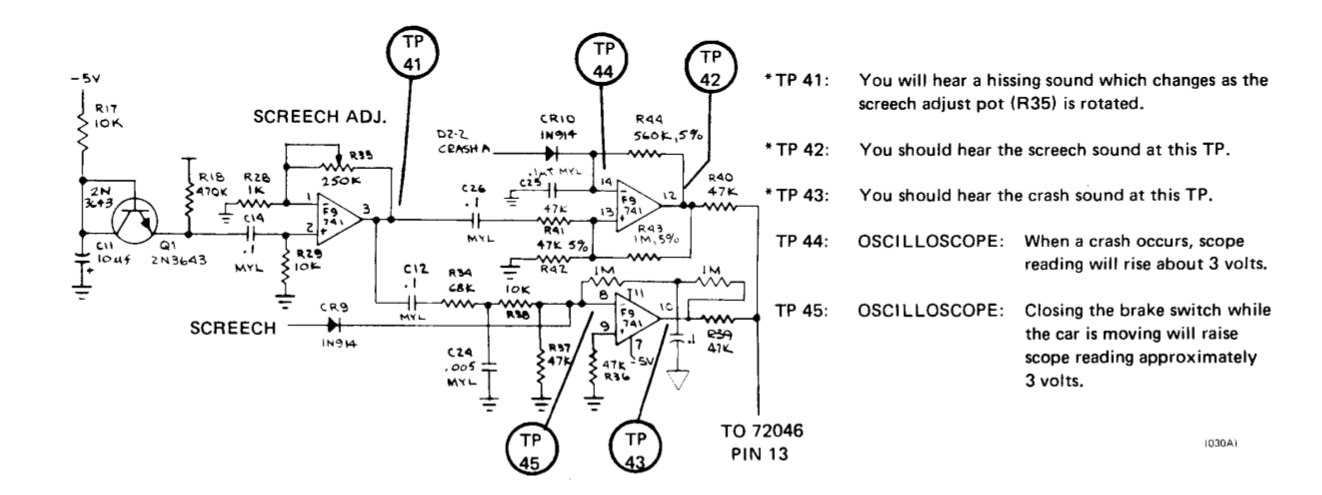 -5V
R17
10K
2N
3643
C11
10µf
+
Q1
2N3643
R18
470K
C14
.1
MYL
R28
1K
R29
10K
SCREECH ADJ.
R35
250K
1
2
3
F9
741
TP
41
C26
.1
MYL
D2-2
CRASH A
CR10
1N914
TP
44
.1µf MYL
C25
R44
560K, 5%
TP
42
14
13
12
F9
741
47K
R41
47K 5%
R42
R43
1M, 5%
R40
47K
C12
.1
MYL
R34
68K
10K
R38
SCREECH
CR9
1N914
C24
.005
MYL
R37
47K
1M
1M
8
9
11
10
7
-5V
F9
741
47K
R36
.1
R39
47K
TP
45
TP
43
TO 72046
PIN 13
*TP 41: You will hear a hissing sound which changes as the
screech adjust pot (R35) is rotated.
*TP 42: You should hear the screech sound at this TP.
*TP 43: You should hear the crash sound at this TP.
TP 44: OSCILLOSCOPE: When a crash occurs, scope
reading will rise about 3 volts.
TP 45: OSCILLOSCOPE: Closing the brake switch while
the car is moving will raise
scope reading approximately
3 volts.
(030A)